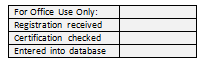 For Office Use Only:
Registration received
Certification checked
Entered into database